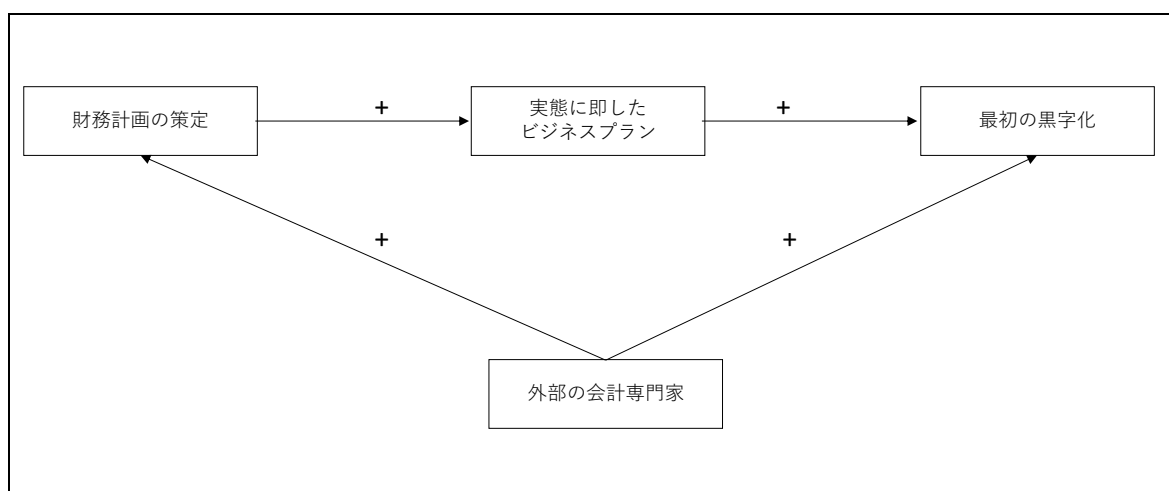 財務計画の策定
+
実態に即した
ビジネスプラン
+
最初の黒字化
+
+
外部の会計専門家